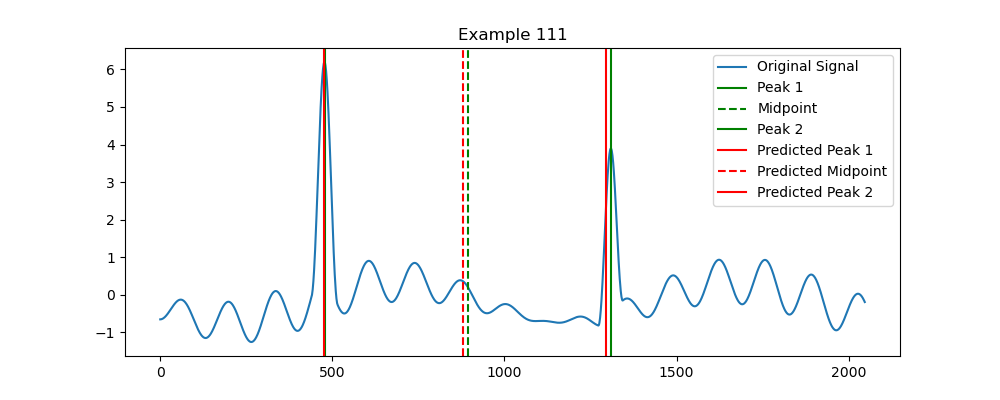 Example 111
6
5
4
3
2
1
0
−1
0
500
1000
1500
2000
Original Signal
Peak 1
Midpoint
Peak 2
Predicted Peak 1
Predicted Midpoint
Predicted Peak 2